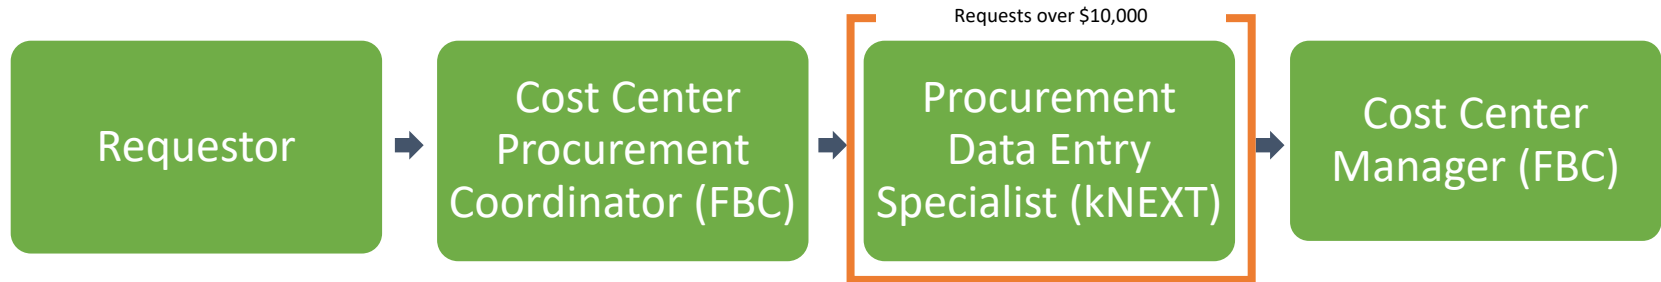 Requests over $10,000
Requestor
Cost Center
Procurement
Coordinator (FBC)
Procurement
Data Entry
Specialist (kNEXT)
Cost Center
Manager (FBC)